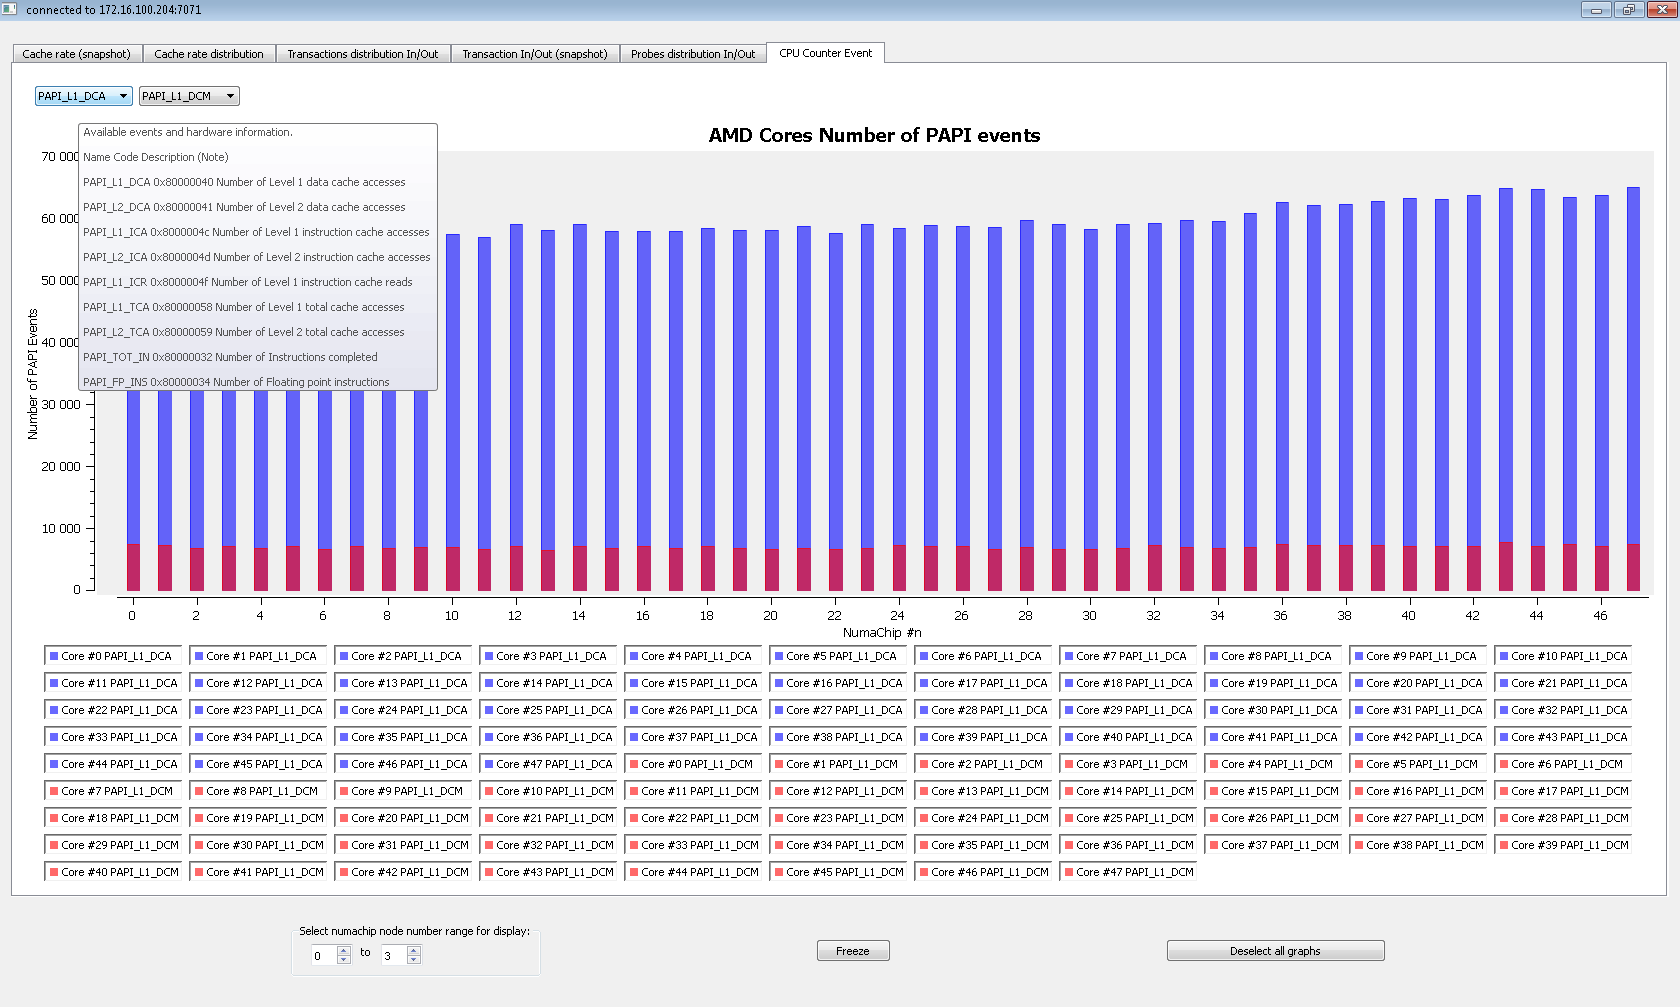 connected to 172.16.100.204:7071
Cache rate (snapshot) Cache rate distribution Transactions distribution In/Out Transaction In/Out (snapshot) Probes distribution In/Out CPU Counter Event
PAPI_L1_DCA PAPI_L1_DCM
AMD Cores Number of PAPI events
Available events and hardware information.
Name Code Description (Note)
PAPI_L1_DCA 0x80000040 Number of Level 1 data cache accesses
PAPI_L2_DCA 0x80000041 Number of Level 2 data cache accesses
PAPI_L1_ICA 0x8000004c Number of Level 1 instruction cache accesses
PAPI_L2_ICA 0x8000004d Number of Level 2 instruction cache accesses
PAPI_L1_ICR 0x8000004f Number of Level 1 instruction cache reads
PAPI_L1_TCA 0x80000058 Number of Level 1 total cache accesses
PAPI_L2_TCA 0x80000059 Number of Level 2 total cache accesses
PAPI_TOT_IN 0x80000032 Number of Instructions completed
PAPI_FP_INS 0x80000034 Number of Floating point instructions
Number of PAPI Events
70 000
60 000
50 000
40 000
30 000
20 000
10 000
0
0 2 4 6 8 10 12 14 16 18 20 22 24 26 28 30 32 34 36 38 40 42 44 46
NumaChip #n
Core #0 PAPI_L1_DCA Core #1 PAPI_L1_DCA Core #2 PAPI_L1_DCA Core #3 PAPI_L1_DCA Core #4 PAPI_L1_DCA Core #5 PAPI_L1_DCA Core #6 PAPI_L1_DCA Core #7 PAPI_L1_DCA Core #8 PAPI_L1_DCA Core #9 PAPI_L1_DCA Core #10 PAPI_L1_DCA
Core #11 PAPI_L1_DCA Core #12 PAPI_L1_DCA Core #13 PAPI_L1_DCA Core #14 PAPI_L1_DCA Core #15 PAPI_L1_DCA Core #16 PAPI_L1_DCA Core #17 PAPI_L1_DCA Core #18 PAPI_L1_DCA Core #19 PAPI_L1_DCA Core #20 PAPI_L1_DCA Core #21 PAPI_L1_DCA
Core #22 PAPI_L1_DCA Core #23 PAPI_L1_DCA Core #24 PAPI_L1_DCA Core #25 PAPI_L1_DCA Core #26 PAPI_L1_DCA Core #27 PAPI_L1_DCA Core #28 PAPI_L1_DCA Core #29 PAPI_L1_DCA Core #30 PAPI_L1_DCA Core #31 PAPI_L1_DCA Core #32 PAPI_L1_DCA
Core #33 PAPI_L1_DCA Core #34 PAPI_L1_DCA Core #35 PAPI_L1_DCA Core #36 PAPI_L1_DCA Core #37 PAPI_L1_DCA Core #38 PAPI_L1_DCA Core #39 PAPI_L1_DCA Core #40 PAPI_L1_DCA Core #41 PAPI_L1_DCA Core #42 PAPI_L1_DCA Core #43 PAPI_L1_DCA
Core #44 PAPI_L1_DCA Core #45 PAPI_L1_DCA Core #46 PAPI_L1_DCA Core #47 PAPI_L1_DCA Core #0 PAPI_L1_DCM Core #1 PAPI_L1_DCM Core #2 PAPI_L1_DCM Core #3 PAPI_L1_DCM Core #4 PAPI_L1_DCM Core #5 PAPI_L1_DCM Core #6 PAPI_L1_DCM
Core #7 PAPI_L1_DCM Core #8 PAPI_L1_DCM Core #9 PAPI_L1_DCM Core #10 PAPI_L1_DCM Core #11 PAPI_L1_DCM Core #12 PAPI_L1_DCM Core #13 PAPI_L1_DCM Core #14 PAPI_L1_DCM Core #15 PAPI_L1_DCM Core #16 PAPI_L1_DCM Core #17 PAPI_L1_DCM
Core #18 PAPI_L1_DCM Core #19 PAPI_L1_DCM Core #20 PAPI_L1_DCM Core #21 PAPI_L1_DCM Core #22 PAPI_L1_DCM Core #23 PAPI_L1_DCM Core #24 PAPI_L1_DCM Core #25 PAPI_L1_DCM Core #26 PAPI_L1_DCM Core #27 PAPI_L1_DCM Core #28 PAPI_L1_DCM
Core #29 PAPI_L1_DCM Core #30 PAPI_L1_DCM Core #31 PAPI_L1_DCM Core #32 PAPI_L1_DCM Core #33 PAPI_L1_DCM Core #34 PAPI_L1_DCM Core #35 PAPI_L1_DCM Core #36 PAPI_L1_DCM Core #37 PAPI_L1_DCM Core #38 PAPI_L1_DCM Core #39 PAPI_L1_DCM
Core #40 PAPI_L1_DCM Core #41 PAPI_L1_DCM Core #42 PAPI_L1_DCM Core #43 PAPI_L1_DCM Core #44 PAPI_L1_DCM Core #45 PAPI_L1_DCM Core #46 PAPI_L1_DCM Core #47 PAPI_L1_DCM
Select numachip node number range for display:
0 to 3
Freeze
Deselect all graphs